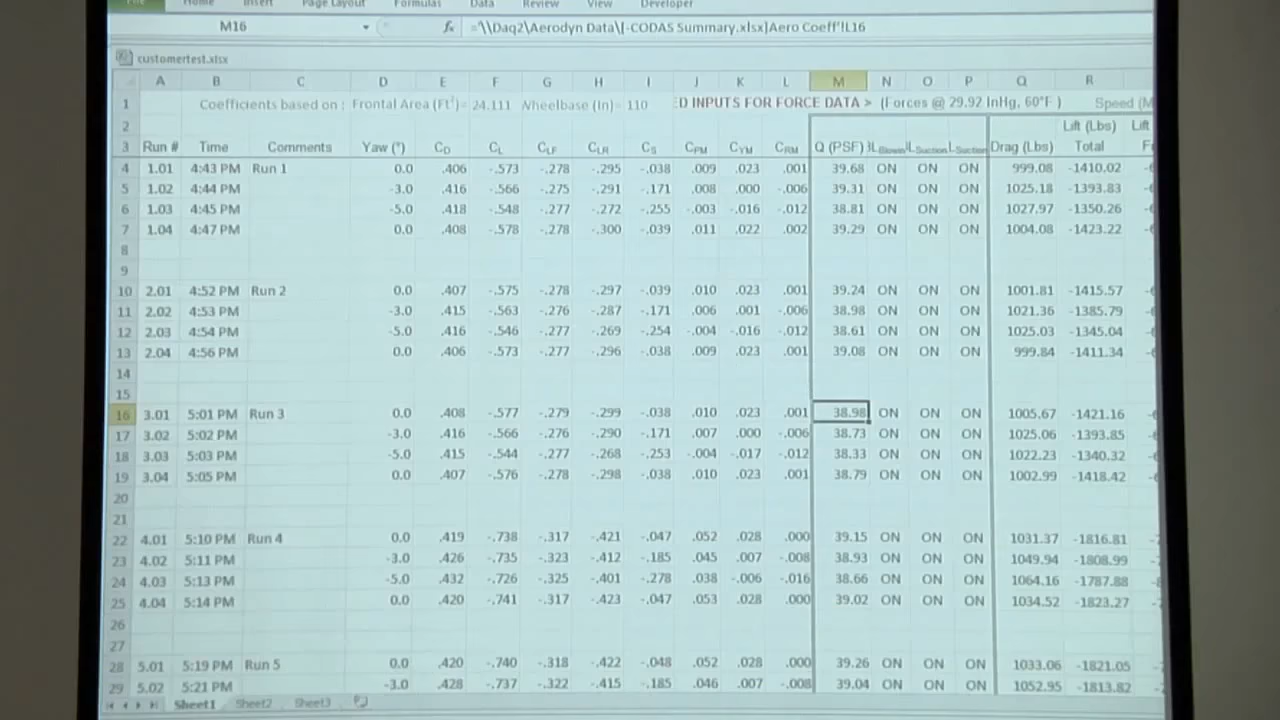 File Home Insert Page Layout Formulas Data Review View Developer
M16 fx ='\\Daq2\Aerodyn Data\[-CODAS Summary.xlsx]Aero Coeff'!L16
customertest.xlsx
A B C D E F G H I J K L M N O P Q R
1 Coefficients based on : Frontal Area (Ft²)= 24.111 Wheelbase (In)= 110 D INPUTS FOR FORCE DATA > (Forces @ 29.92 InHg, 60°F ) Speed (M
2 Lift (Lbs) Lift
3 Run # Time Comments Yaw (°) CD CL CLF CLR CS CPM CYM CRM Q (PSF) Drag (Lbs) Total
4 1.01 4:43 PM Run 1 0.0 .406 -.573 -.278 -.295 -.038 .009 .023 .001 39.68 ON ON ON 999.08 -1410.02
5 1.02 4:44 PM -3.0 .416 -.566 -.275 -.291 -.171 .008 .000 -.006 39.31 ON ON ON 1025.18 -1393.83
6 1.03 4:45 PM -5.0 .418 -.548 -.277 -.272 -.255 -.003 -.016 -.012 38.81 ON ON ON 1027.97 -1350.26
7 1.04 4:47 PM 0.0 .408 -.578 -.278 -.300 -.039 .011 .022 .002 39.29 ON ON ON 1004.08 -1423.22
8
9
10 2.01 4:52 PM Run 2 0.0 .407 -.575 -.278 -.297 -.039 .010 .023 .001 39.24 ON ON ON 1001.81 -1415.57
11 2.02 4:53 PM -3.0 .415 -.563 -.276 -.287 -.171 .006 .001 -.006 38.98 ON ON ON 1021.36 -1385.79
12 2.03 4:54 PM -5.0 .416 -.546 -.277 -.269 -.254 -.004 -.016 -.012 38.61 ON ON ON 1025.03 -1345.04
13 2.04 4:56 PM 0.0 .406 -.573 -.277 -.296 -.038 .009 .023 .001 39.08 ON ON ON 999.84 -1411.34
14
15
16 3.01 5:01 PM Run 3 0.0 .408 -.577 -.279 -.299 -.038 .010 .023 .001 38.98 ON ON ON 1005.67 -1421.16
17 3.02 5:02 PM -3.0 .416 -.566 -.276 -.290 -.171 .007 .000 -.006 38.73 ON ON ON 1025.06 -1393.85
18 3.03 5:03 PM -5.0 .415 -.544 -.277 -.268 -.253 -.004 -.017 -.012 38.33 ON ON ON 1022.23 -1340.32
19 3.04 5:05 PM 0.0 .407 -.576 -.278 -.298 -.038 .010 .023 .001 38.79 ON ON ON 1002.99 -1418.42
20
21
22 4.01 5:10 PM Run 4 0.0 .419 -.738 -.317 -.421 -.047 .052 .028 .000 39.15 ON ON ON 1031.37 -1816.81
23 4.02 5:11 PM -3.0 .426 -.735 -.323 -.412 -.185 .045 .007 -.008 38.93 ON ON ON 1049.94 -1808.99
24 4.03 5:13 PM -5.0 .432 -.726 -.325 -.401 -.278 .038 -.006 -.016 38.66 ON ON ON 1064.16 -1787.88
25 4.04 5:14 PM 0.0 .420 -.741 -.317 -.423 -.047 .053 .028 .000 39.02 ON ON ON 1034.52 -1823.27
26
27
28 5.01 5:19 PM Run 5 0.0 .420 -.740 -.318 -.422 -.048 .052 .028 .000 39.26 ON ON ON 1033.06 -1821.05
29 5.02 5:21 PM -3.0 .428 -.737 -.322 -.415 -.185 .046 .007 -.008 39.04 ON ON ON 1052.95 -1813.82
Sheet1 Sheet2 Sheet3